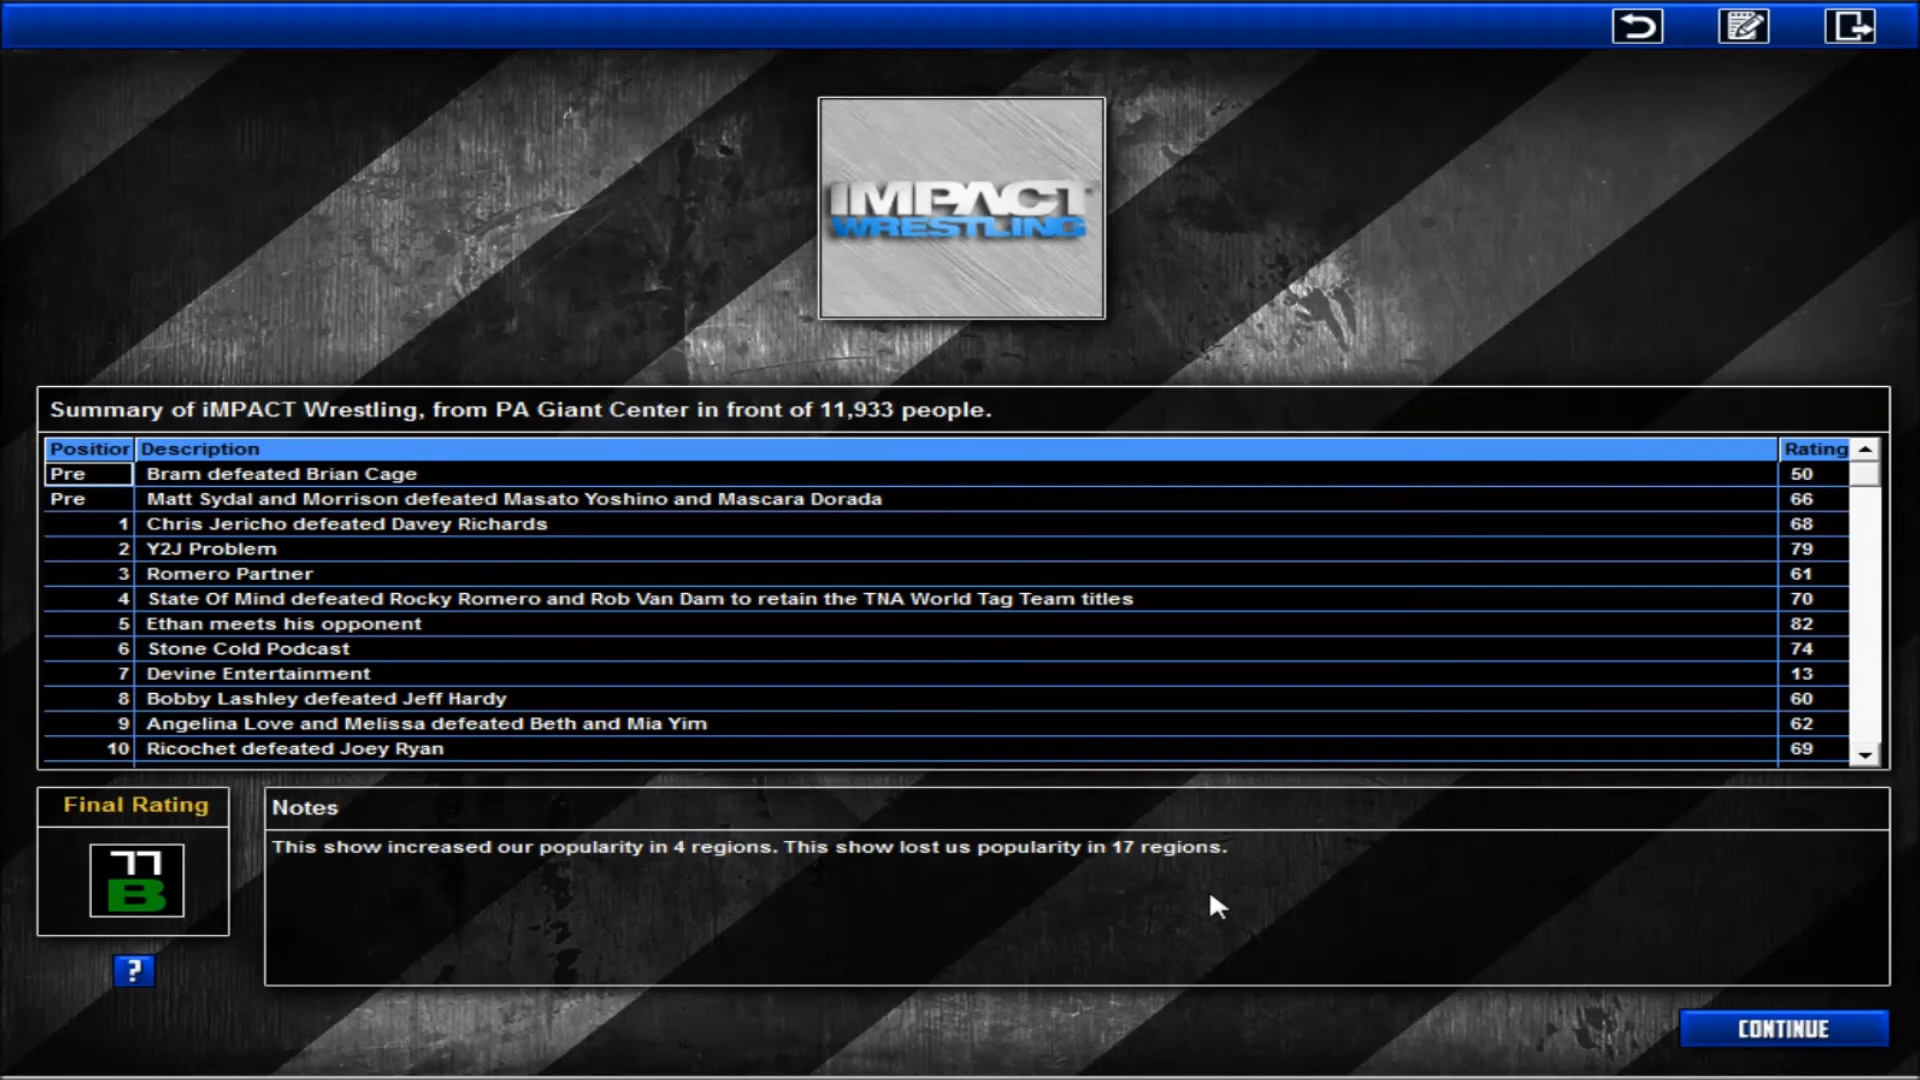 IMPACT
WRESTLING
Summary of iMPACT Wrestling, from PA Giant Center in front of 11,933 people.
Position Description Rating
Pre Bram defeated Brian Cage 50
Pre Matt Sydal and Morrison defeated Masato Yoshino and Mascara Dorada 66
1 Chris Jericho defeated Davey Richards 68
2 Y2J Problem 79
3 Romero Partner 61
4 State Of Mind defeated Rocky Romero and Rob Van Dam to retain the TNA World Tag Team titles 70
5 Ethan meets his opponent 82
6 Stone Cold Podcast 74
7 Devine Entertainment 13
8 Bobby Lashley defeated Jeff Hardy 60
9 Angelina Love and Melissa defeated Beth and Mia Yim 62
10 Ricochet defeated Joey Ryan 69
Final Rating
77
B
?
Notes
This show increased our popularity in 4 regions. This show lost us popularity in 17 regions.
CONTINUE